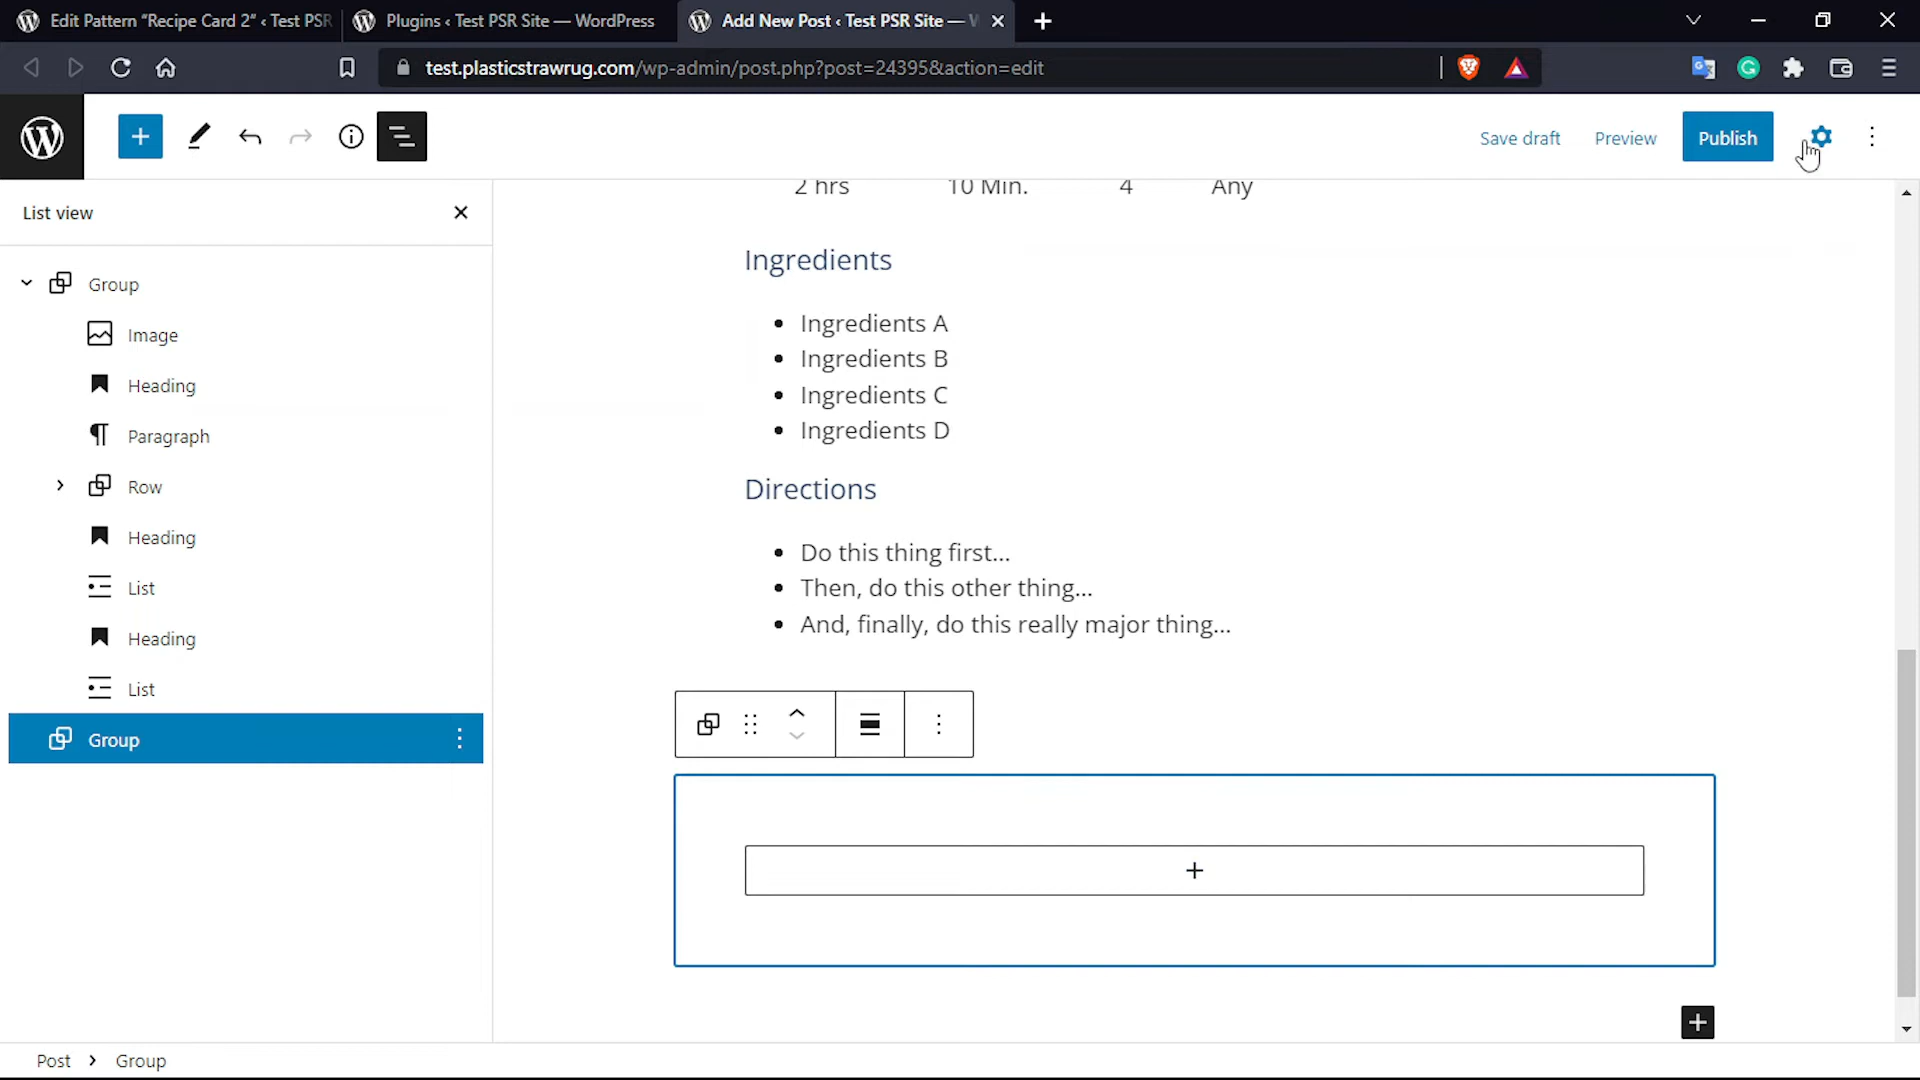 Edit Pattern “Recipe Card 2” ‹ Test PSR
Plugins ‹ Test PSR Site — WordPress
Add New Post ‹ Test PSR Site —
test.plasticstrawrug.com/wp-admin/post.php?post=24395&action=edit
Save draft
Preview
Publish
List view
Group
Image
Heading
Paragraph
Row
Heading
List
Heading
List
Group
2 hrs 10 Min. 4 Any
Ingredients
Ingredients A
Ingredients B
Ingredients C
Ingredients D
Directions
Do this thing first...
Then, do this other thing...
And, finally, do this really major thing...
Post > Group